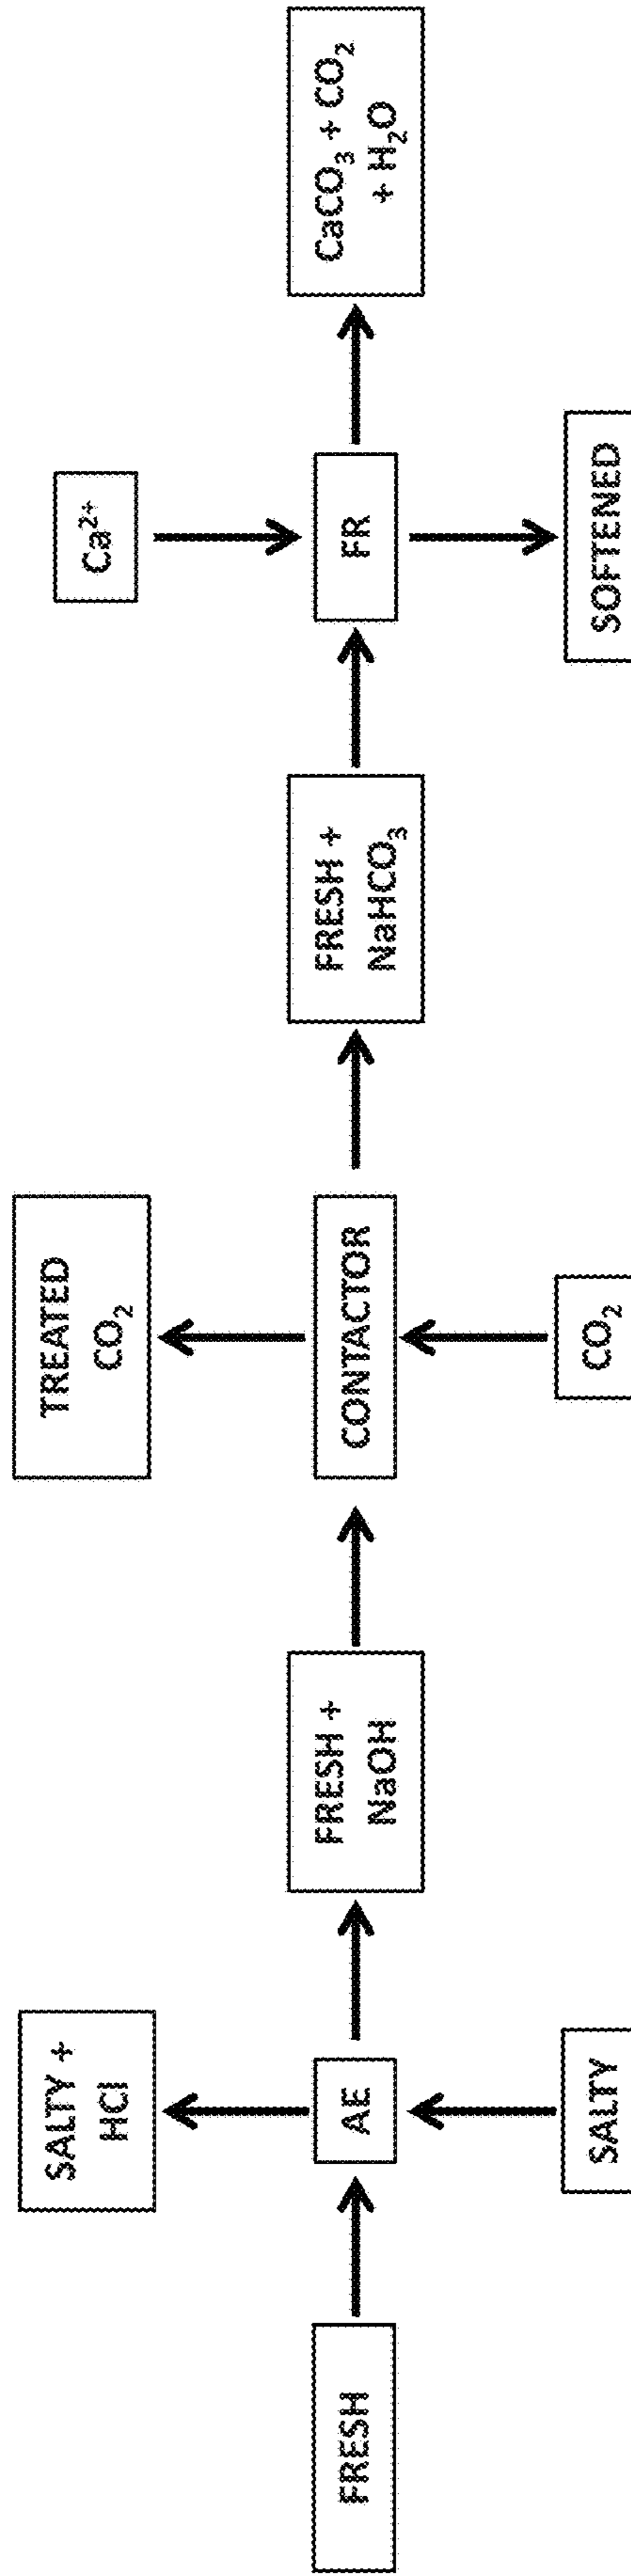 FRESH
SALTY +
HCl
AE
SALTY
FRESH +
NaOH
TREATED
CO₂
CONTACTOR
CO₂
FRESH +
NaHCO₃
Ca²⁺
FR
SOFTENED
CaCO₃ + CO₂
+ H₂O